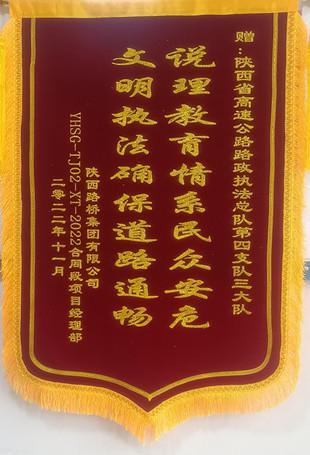 赠：陕西省高速公路路政执法总队第四支队三大队
说理教育情系民众安危
文明执法确保道路通畅
陕西路桥集团有限公司
YHSG-TJ02-XT-2022合同段项目经理部
二零二二年十一月